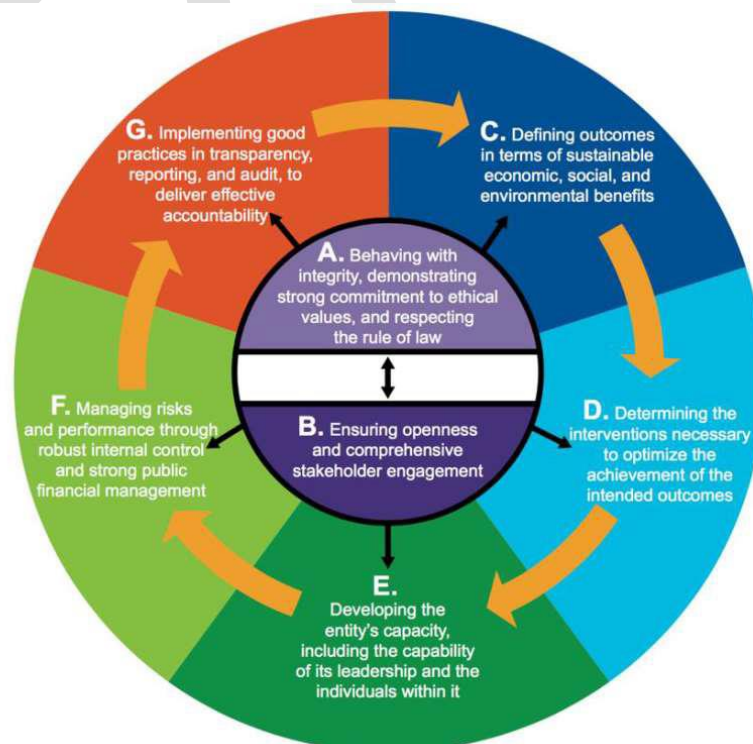 G. Implementing good
practices in transparency,
reporting, and audit, to
deliver effective
accountability
C. Defining outcomes
in terms of sustainable
economic, social, and
environmental benefits
A. Behaving with
integrity, demonstrating
strong commitment to ethical
values, and respecting
the rule of law
F. Managing risks
and performance through
robust internal control
and strong public
financial management
B. Ensuring openness
and comprehensive
stakeholder engagement
D. Determining the
interventions necessary
to optimize the
achievement of the
intended outcomes
E.
Developing the
entity's capacity,
including the capability
of its leadership and the
individuals within it